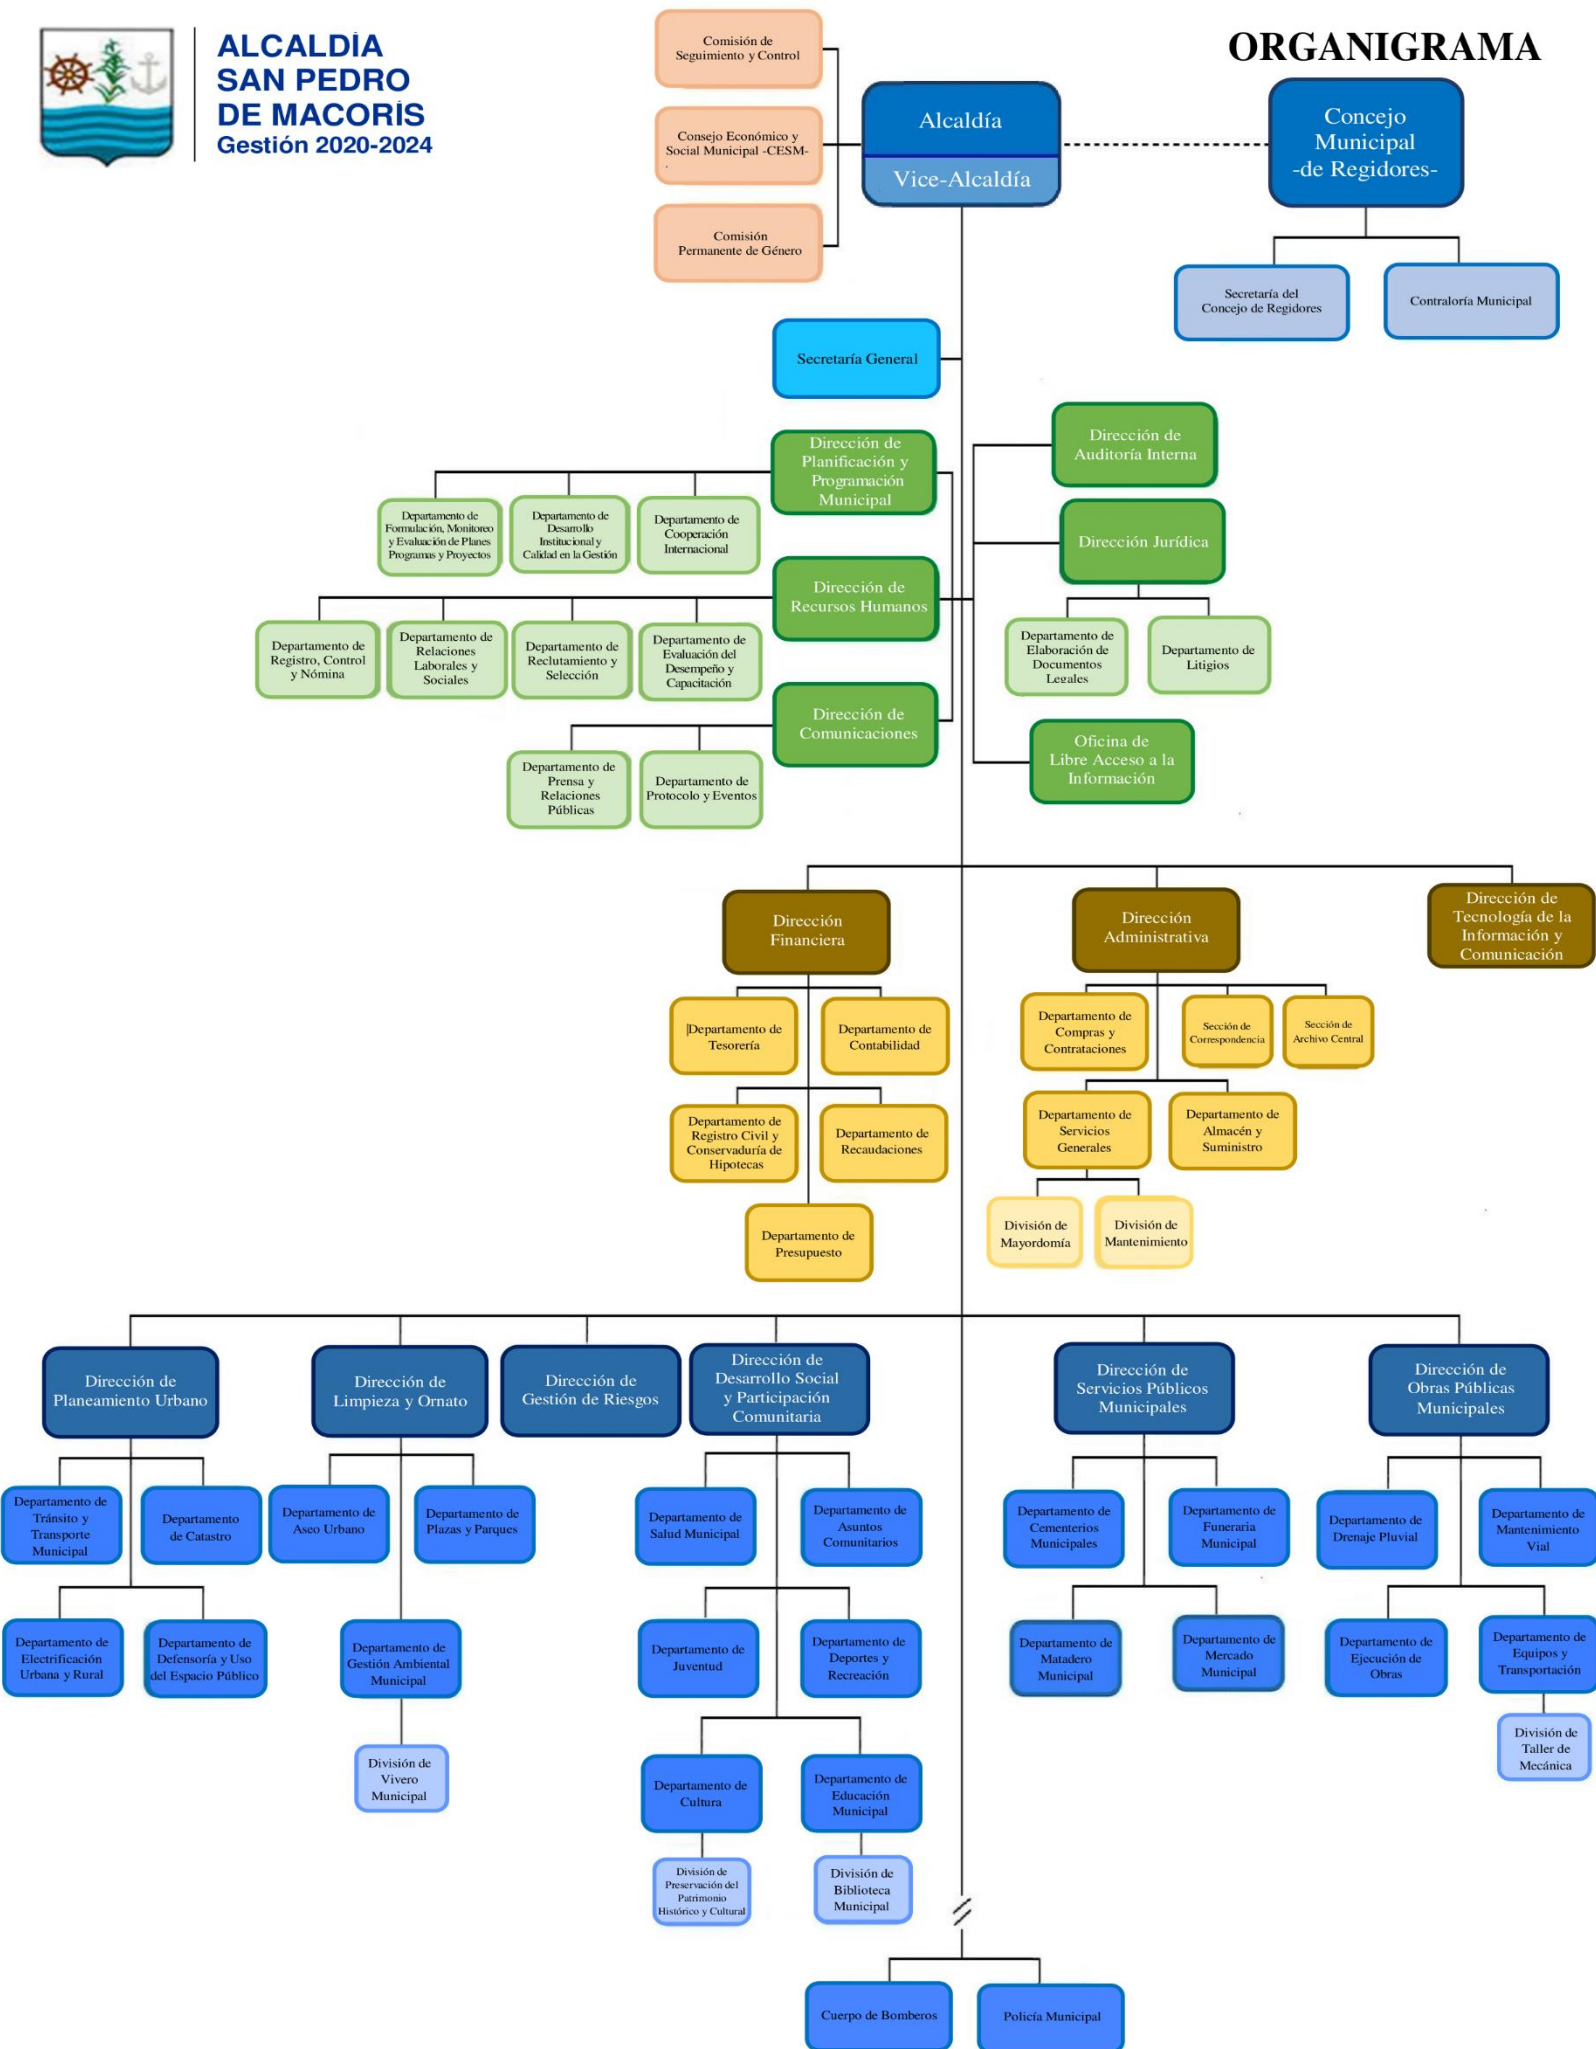 ALCALDÍA
SAN PEDRO
DE MACORÍS
Gestión 2020-2024
ORGANIGRAMA
Comisión de
Seguimiento y Control
Consejo Económico y
Social Municipal -CESM-
.
Comisión
Permanente de Género
Alcaldía
Vice-Alcaldía
Concejo
Municipal
-de Regidores-
Secretaría del
Concejo de Regidores
Contraloría Municipal
Secretaría General
Dirección de
Planificación y
Programación
Municipal
Departamento de
Formulación, Monitoreo
y Evaluación de Planes
Programas y Proyectos
Departamento de
Desarrollo
Institucional y
Calidad en la Gestión
Departamento de
Cooperación
Internacional
Dirección de
Auditoría Interna
Dirección Jurídica
Departamento de
Elaboración de
Documentos
Legales
Departamento de
Litigios
Dirección de
Recursos Humanos
Departamento de
Registro, Control
y Nómina
Departamento de
Relaciones
Laborales y
Sociales
Departamento de
Reclutamiento y
Selección
Departamento de
Evaluación del
Desempeño y
Capacitación
Dirección de
Comunicaciones
Departamento de
Prensa y
Relaciones
Públicas
Departamento de
Protocolo y Eventos
Oficina de
Libre Acceso a la
Información
Dirección
Financiera
Dirección
Administrativa
Dirección de
Tecnología de la
Información y
Comunicación
|Departamento de
Tesorería
Departamento de
Contabilidad
Departamento de
Registro Civil y
Conservaduría de
Hipotecas
Departamento de
Recaudaciones
Departamento de
Presupuesto
Departamento de
Compras y
Contrataciones
Sección de
Correspondencia
Sección de
Archivo Central
Departamento de
Servicios
Generales
Departamento de
Almacén y
Suministro
División de
Mayordomía
División de
Mantenimiento
Dirección de
Planeamiento Urbano
Dirección de
Limpieza y Ornato
Dirección de
Gestión de Riesgos
Dirección de
Desarrollo Social
y Participación
Comunitaria
Dirección de
Servicios Públicos
Municipales
Dirección de
Obras Públicas
Municipales
Departamento de
Tránsito y
Transporte
Municipal
Departamento
de Catastro
Departamento de
Aseo Urbano
Departamento de
Plazas y Parques
Departamento de
Salud Municipal
Departamento de
Asuntos
Comunitarios
Departamento de
Cementerios
Municipales
Departamento de
Funeraria
Municipal
Departamento de
Drenaje Pluvial
Departamento de
Mantenimiento
Vial
Departamento de
Electrificación
Urbana y Rural
Departamento de
Defensoría y Uso
del Espacio Público
Departamento de
Gestión Ambiental
Municipal
Departamento de
Juventud
Departamento de
Deportes y
Recreación
Departamento de
Matadero
Municipal
Departamento de
Mercado
Municipal
Departamento de
Ejecución de
Obras
Departamento de
Equipos y
Transportación
División de
Vivero
Municipal
Departamento de
Cultura
Departamento de
Educación
Municipal
División de
Taller de
Mecánica
División de
Preservación del
Patrimonio
Histórico y Cultural
División de
Biblioteca
Municipal
Cuerpo de Bomberos
Policía Municipal